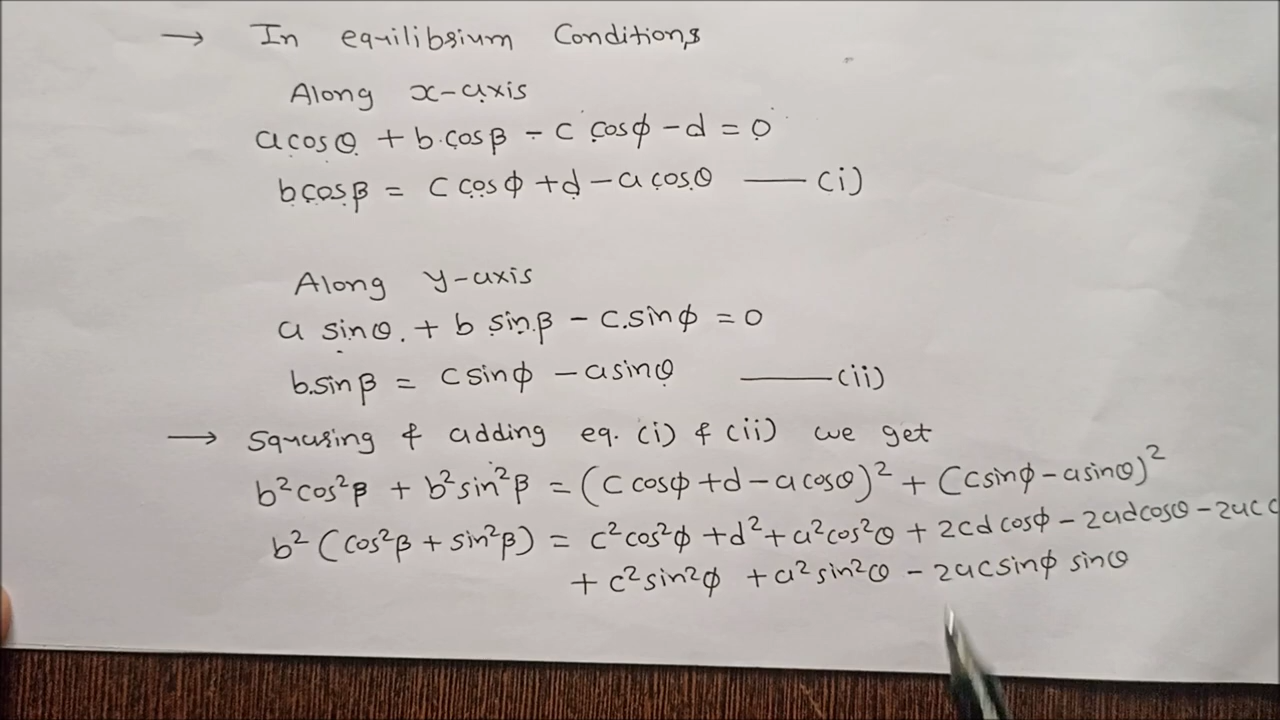 → In equilibrium Conditions
Along x-axis
a cosθ + b.cosβ - c cosϕ - d = 0
b cosβ = c cosϕ + d - a cosθ —— (i)
Along y-axis
a sinθ. + b sinβ - c.sinϕ = 0
b.sinβ = c sinϕ - a sinθ —— (ii)
→ Squaring & adding eq. (i) & (ii) we get
b²cos²β + b²sin²β = (c cosϕ + d - a cosθ)² + (c sinϕ - a sinθ)²
b² (cos²β + sin²β) = c²cos²ϕ + d² + a²cos²θ + 2cd cosϕ - 2ad cosθ - 2ac
+ c²sin²ϕ + a²sin²θ - 2ac sinϕ sinθ